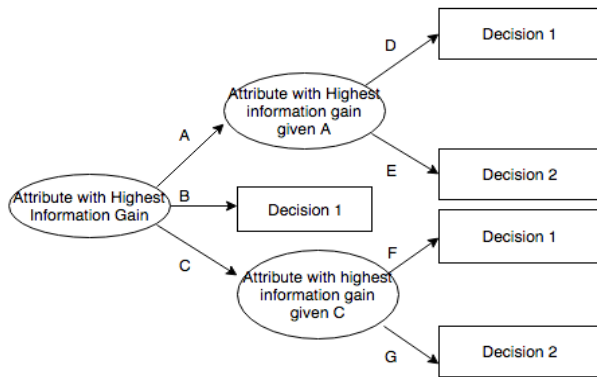 D
Decision 1
Attribute with Highest
information gain
given A
A
E
Decision 2
Attribute with Highest
Information Gain
B
Decision 1
C
Attribute with highest
information gain
given C
F
Decision 1
G
Decision 2